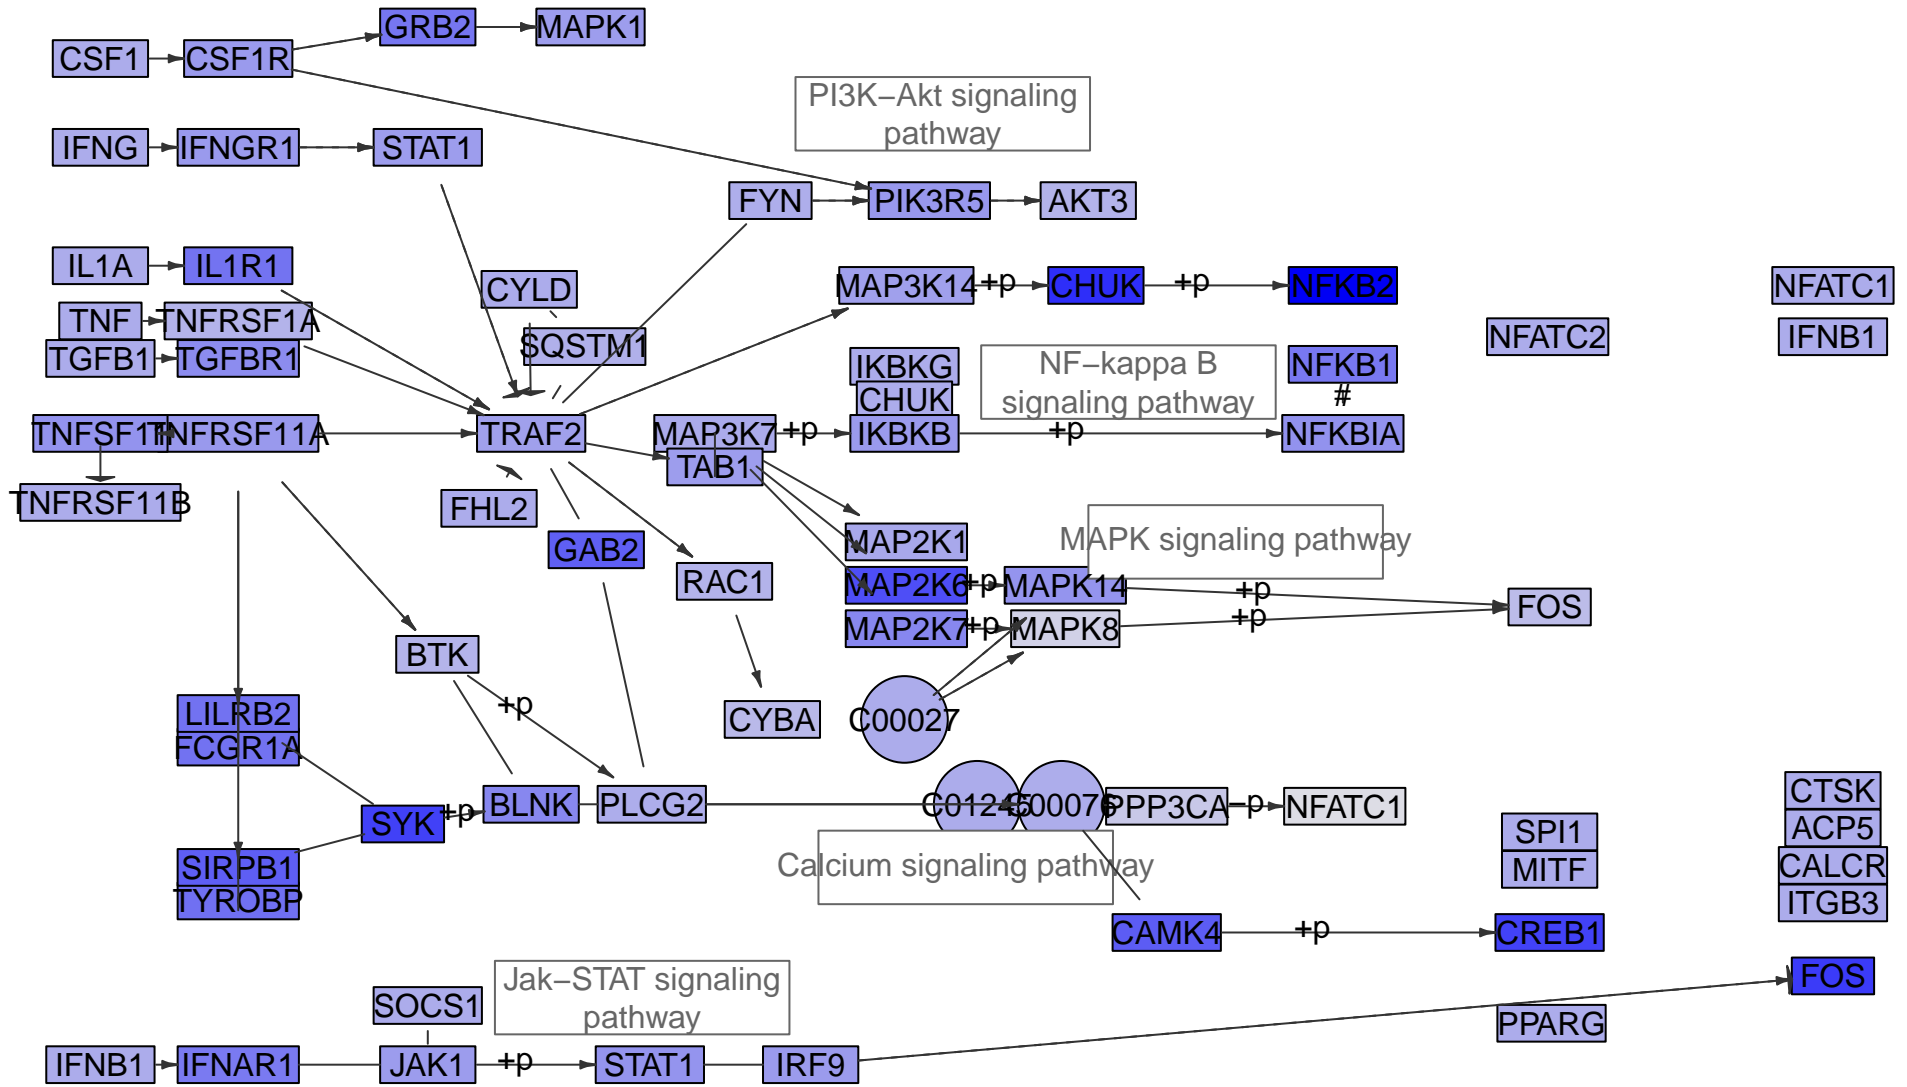 GRB2
MAPK1
CSF1
CSF1R
PI3K–Akt signaling
pathway
IFNG
IFNGR1
STAT1
FYN
PIK3R5
AKT3
IL1A
IL1R1
CYLD
MAP3K14
+p
CHUK
+p
NFKB2
NFATC1
TNF
TNFRSF1A
SQSTM1
NFATC2
IFNB1
TGFB1
TGFBR1
IKBKG
NF–kappa B
signaling pathway
NFKB1
#
CHUK
TNFSF11
TNFRSF11A
TRAF2
MAP3K7
+p
IKBKB
+p
NFKBIA
TAB1
TNFRSF11B
FHL2
GAB2
MAP2K1
MAPK signaling pathway
RAC1
MAP2K6
+p
MAPK14
+p
FOS
MAP2K7
+p
MAPK8
+p
BTK
+p
LILRB2
FCGR1A
CYBA
C00027
SYK
+p
BLNK
PLCG2
C01245
C00076
PPP3CA
–p
NFATC1
CTSK
SPI1
ACP5
SIRPB1
TYROBP
Calcium signaling pathway
MITF
CALCR
ITGB3
CAMK4
+p
CREB1
Jak–STAT signaling
pathway
FOS
SOCS1
PPARG
IFNB1
IFNAR1
JAK1
+p
STAT1
IRF9